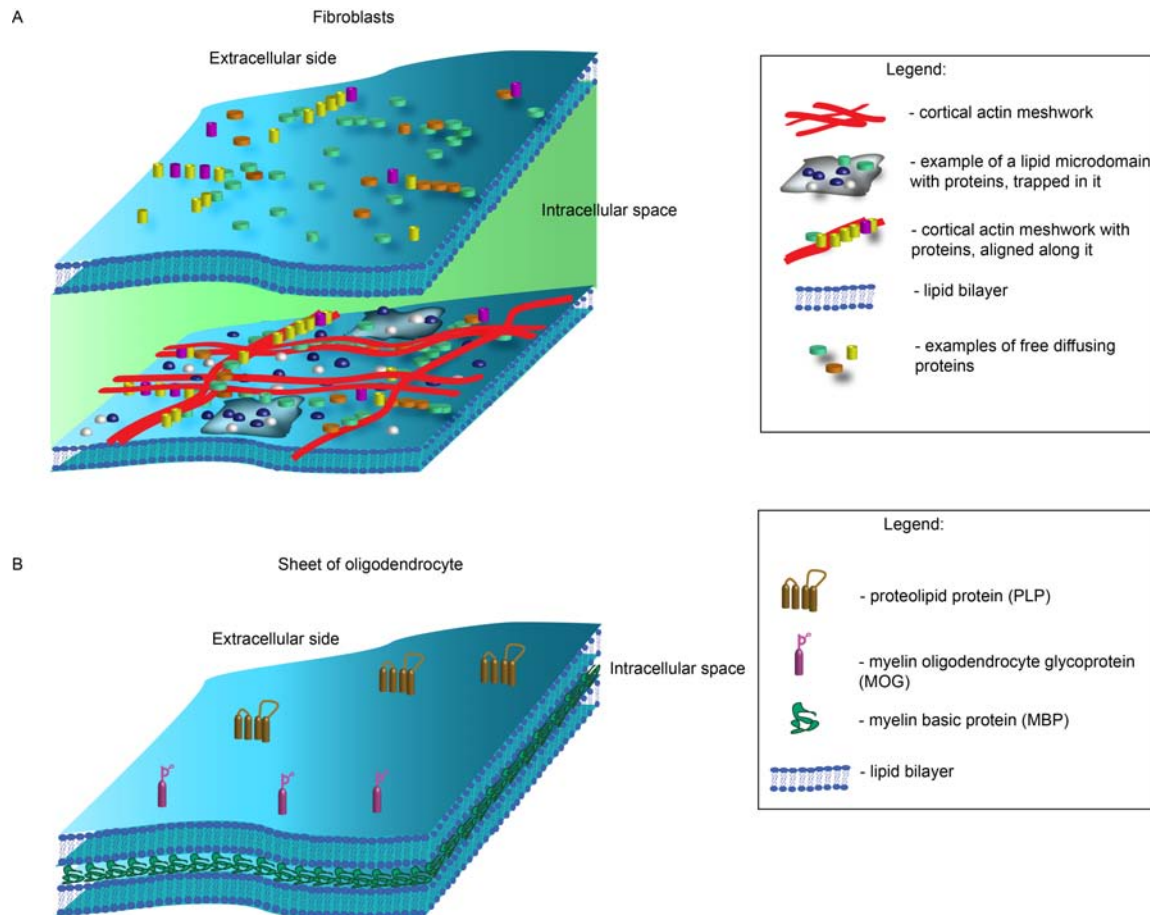 A
Fibroblasts
Extracellular side
Intracellular space
Legend:
- cortical actin meshwork
- example of a lipid microdomain
with proteins, trapped in it
- cortical actin meshwork with
proteins, aligned along it
- lipid bilayer
- examples of free diffusing
proteins
B
Sheet of oligodendrocyte
Extracellular side
Intracellular space
Legend:
- proteolipid protein (PLP)
- myelin oligodendrocyte glycoprotein
(MOG)
- myelin basic protein (MBP)
- lipid bilayer